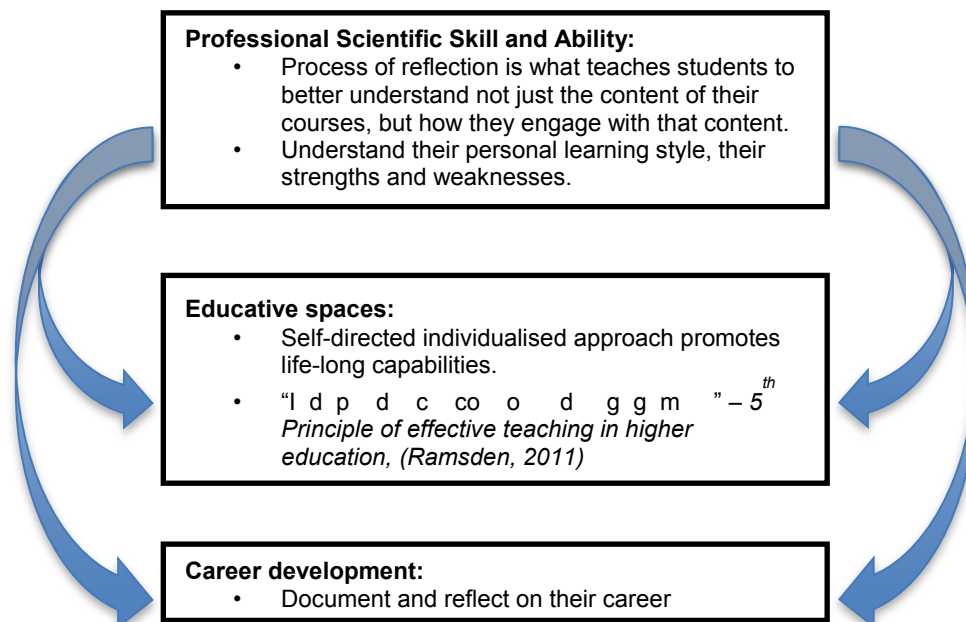 Professional Scientific Skill and Ability:
• Process of reflection is what teaches students to
better understand not just the content of their
courses, but how they engage with that content.
• Understand their personal learning style, their
strengths and weaknesses.
Educative spaces:
• Self-directed individualised approach promotes
life-long capabilities.
• “I d p d c co o d g g m ” – 5th
Principle of effective teaching in higher
education, (Ramsden, 2011)
Career development:
• Document and reflect on their career